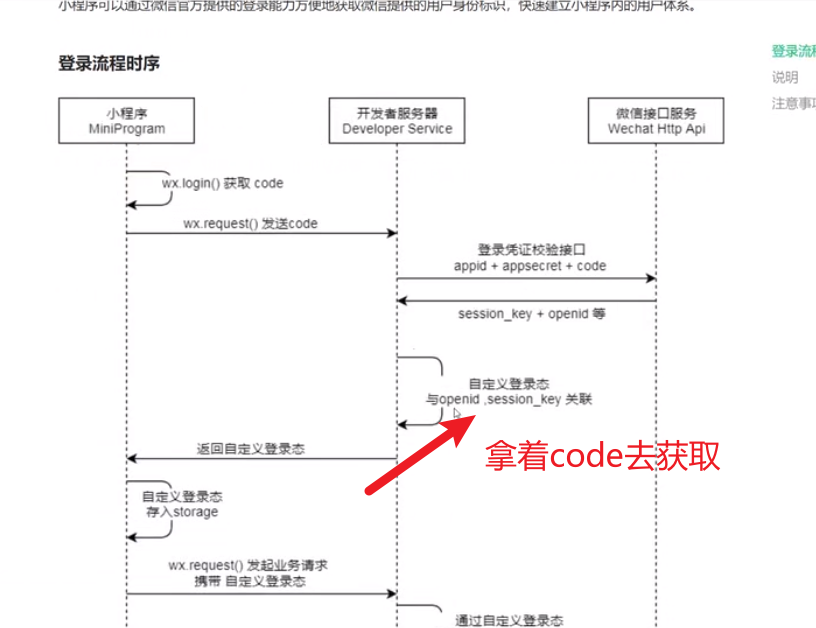 小程序可以通过微信官方提供的登录能力方便地获取微信提供的用户身份标识，快速建立小程序内的用户体系。
登录流程时序
登录流程
说明
注意事项
小程序
MiniProgram
开发者服务器
Developer Service
微信接口服务
Wechat Http Api
wx.login() 获取 code
wx.request() 发送code
登录凭证校验接口
appid + appsecret + code
session_key + openid 等
自定义登录态
与openid ,session_key 关联
拿着code去获取
返回自定义登录态
自定义登录态
存入storage
wx.request() 发起业务请求
携带 自定义登录态
通过自定义登录态